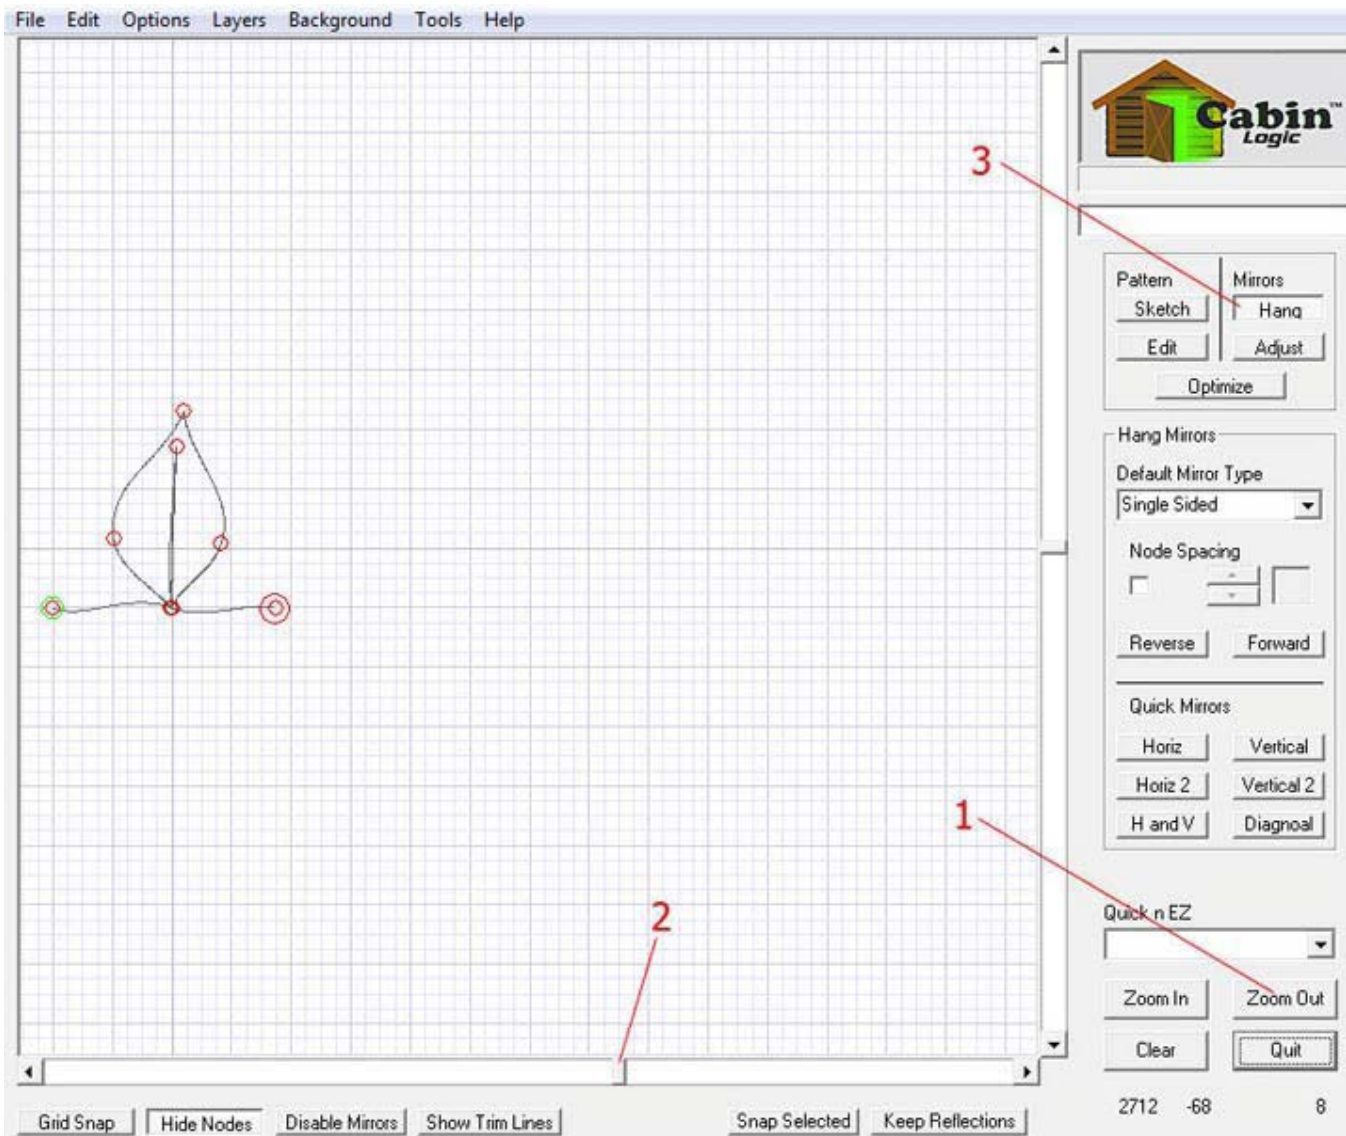 File Edit Options Layers Background Tools Help
Cabin™
Logic
3
Pattern Mirrors
Sketch Hang
Edit Adjust
Optimize
Hang Mirrors
Default Mirror Type
Single Sided
Node Spacing
Reverse Forward
Quick Mirrors
Horiz Vertical
Horiz 2 Vertical 2
H and V Diagnoal
1
2
Quick n EZ
Zoom In Zoom Out
Clear Quit
2712 -68 8
Grid Snap Hide Nodes Disable Mirrors Show Trim Lines Snap Selected Keep Reflections